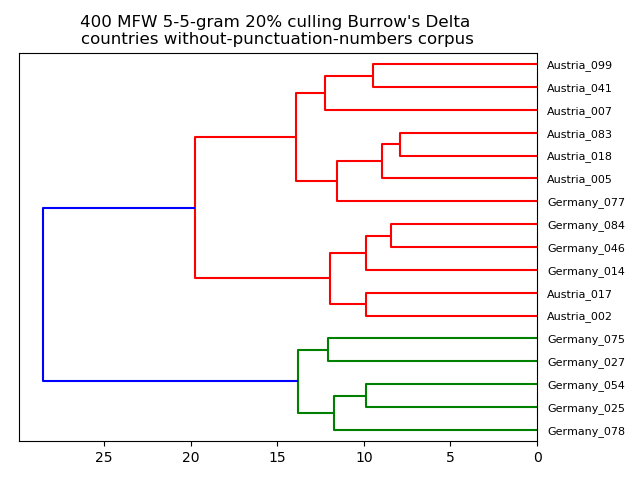 400 MFW 5-5-gram 20% culling Burrow's Delta
countries without-punctuation-numbers corpus
Austria_099
Austria_041
Austria_007
Austria_083
Austria_018
Austria_005
Germany_077
Germany_084
Germany_046
Germany_014
Austria_017
Austria_002
Germany_075
Germany_027
Germany_054
Germany_025
Germany_078
25 20 15 10 5 0